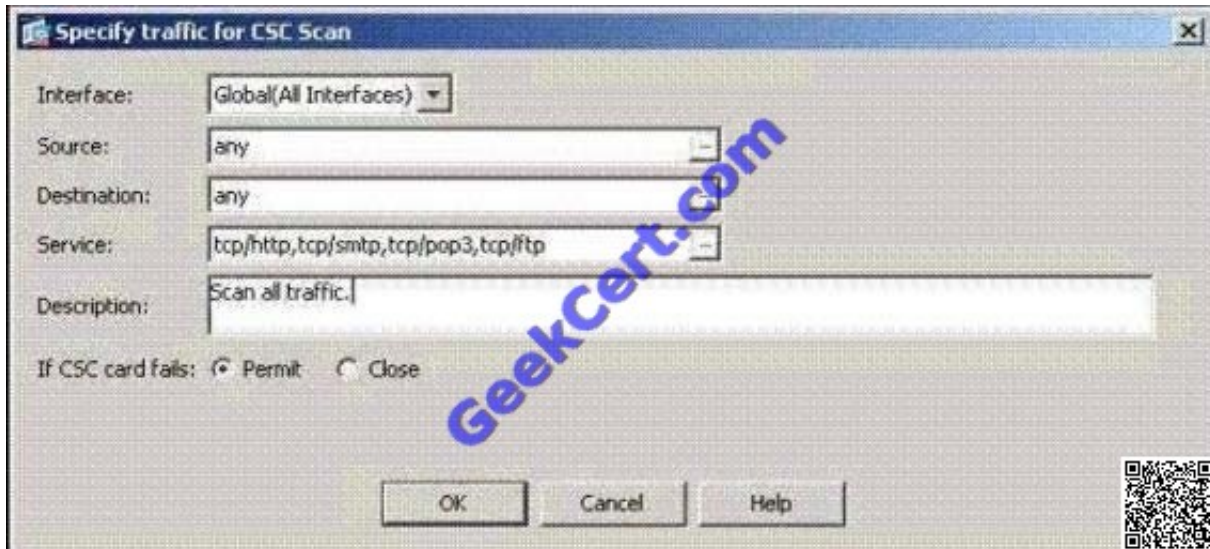 Specify traffic for CSC Scan
Interface: Global(All Interfaces)
Source: any
Destination: any
Service: tcp/http,tcp/smtp,tcp/pop3,tcp/ftp
Description: Scan all traffic.
If CSC card fails: Permit Close
OK Cancel Help
GeekCert.com